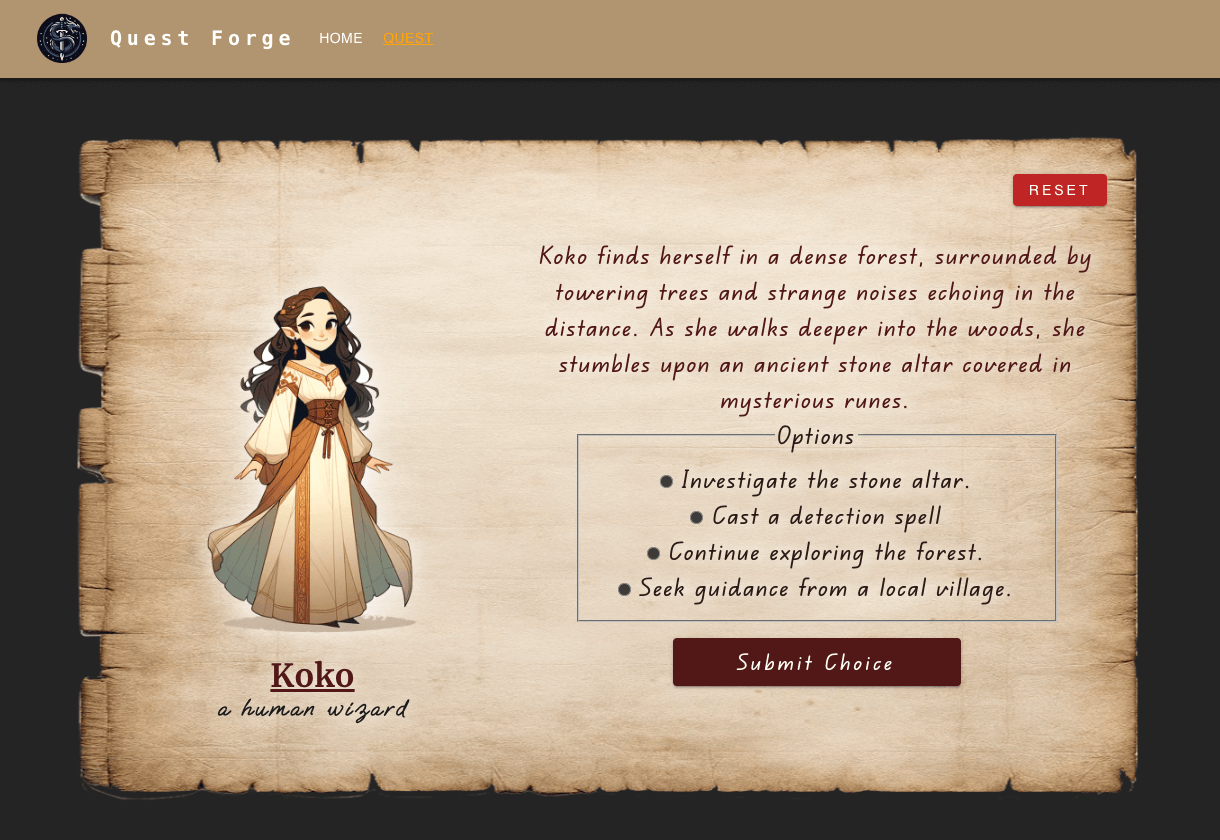 Quest Forge HOME QUEST
RESET
Koko finds herself in a dense forest, surrounded by
towering trees and strange noises echoing in the
distance. As she walks deeper into the woods, she
stumbles upon an ancient stone altar covered in
mysterious runes.
Options
Investigate the stone altar.
Cast a detection spell
Continue exploring the forest.
Seek guidance from a local village.
Submit Choice
Koko
a human wizard